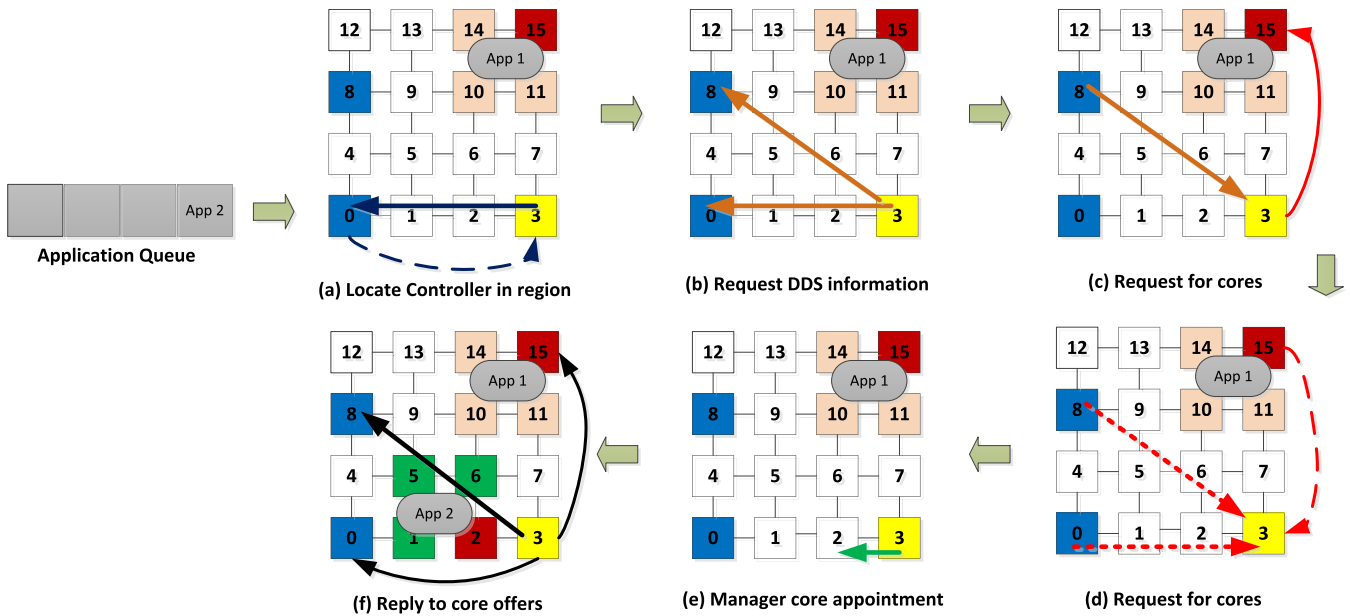 12 13 14 15
App 1
8 9 10 11
4 5 6 7
0 1 2 3
(a) Locate Controller in region
12 13 14 15
App 1
8 9 10 11
4 5 6 7
0 1 2 3
(b) Request DDS information
12 13 14 15
App 1
8 9 10 11
4 5 6 7
0 1 2 3
(c) Request for cores
App 2
Application Queue
12 13 14 15
App 1
8 9 10 11
4 5 6 7
App 2
0 1 2 3
(f) Reply to core offers
12 13 14 15
App 1
8 9 10 11
4 5 6 7
0 1 2 3
(e) Manager core appointment
12 13 14 15
App 1
8 9 10 11
4 5 6 7
0 1 2 3
(d) Request for cores